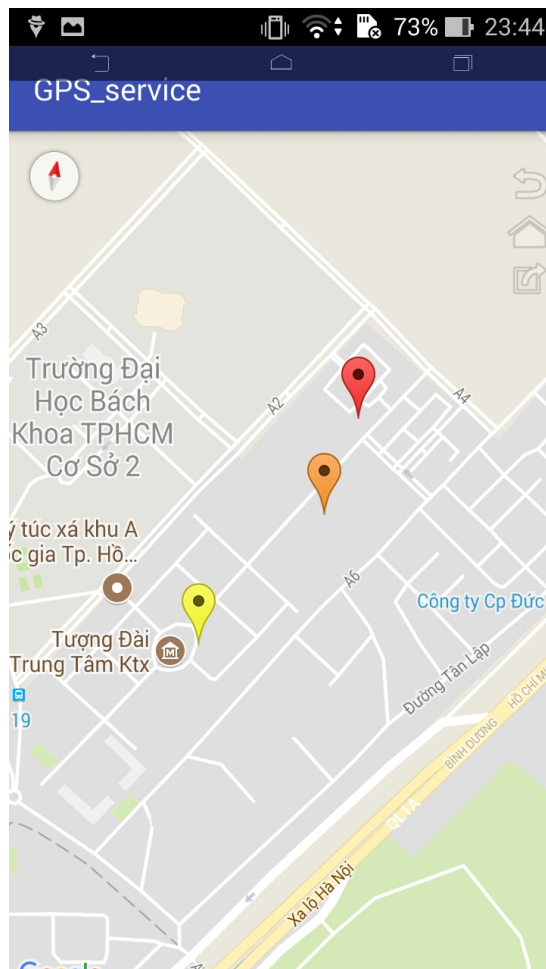 73% 23:44
GPS_service
A3
Trường Đại
Học Bách
Khoa TPHCM
Cơ Sở 2
A2
A4
ý túc xá khu A
c gia Tp. Hồ...
A6
Công ty Cp Đức
Tượng Đài
Trung Tâm Ktx
19
Đường Tân Lập
BÌNH DƯƠNG
HỒ CHÍ M
QL1A
Xa lộ Hà Nội
Google